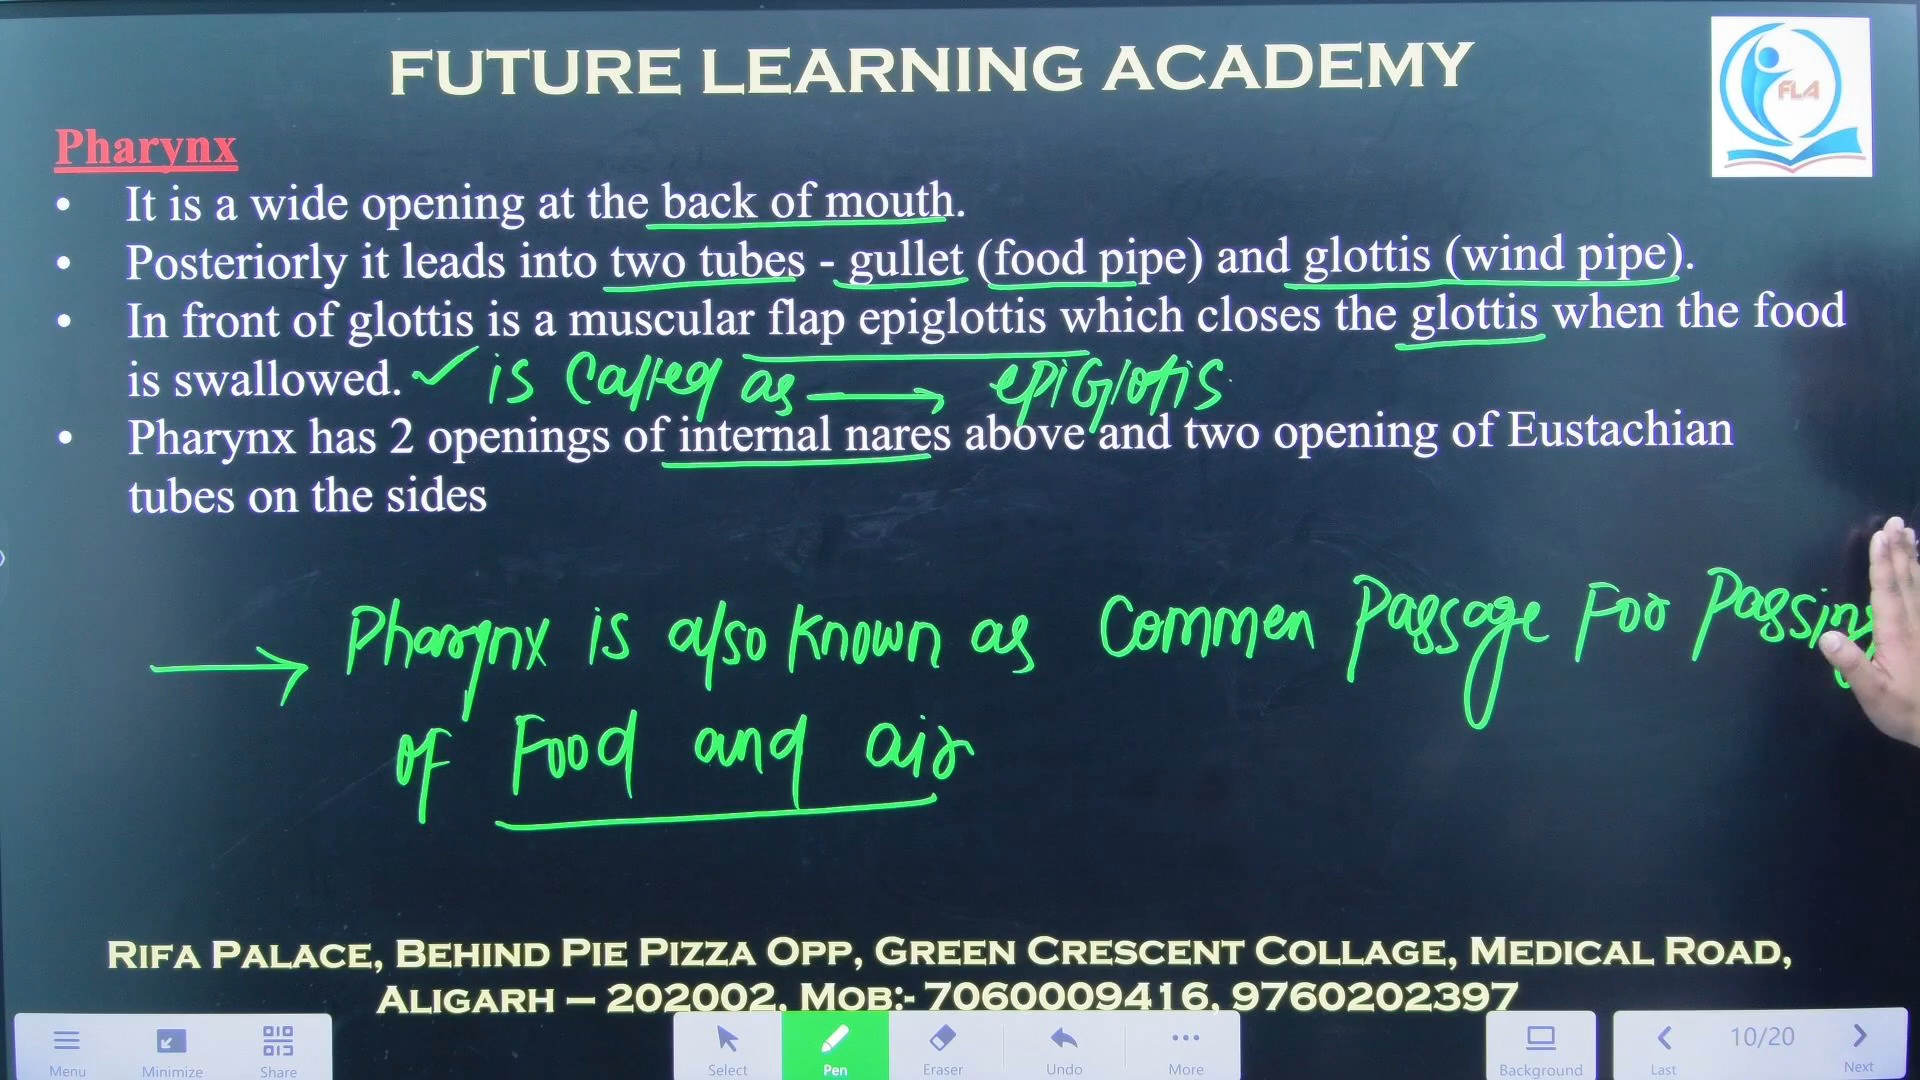 FUTURE LEARNING ACADEMY
FLA
Pharynx
• It is a wide opening at the back of mouth.
• Posteriorly it leads into two tubes - gullet (food pipe) and glottis (wind pipe).
• In front of glottis is a muscular flap epiglottis which closes the glottis when the food
is swallowed. ✓ is Called as → epiGlotis.
• Pharynx has 2 openings of internal nares above and two opening of Eustachian
tubes on the sides
→ Pharynx is also known as Commen Passage For Passing
of Food and air
RIFA PALACE, BEHIND PIE PIZZA OPP, GREEN CRESCENT COLLAGE, MEDICAL ROAD,
ALIGARH – 202002, MOB:- 7060009416, 9760202397
Menu Minimize Share Select Pen Eraser Undo More Background Last 10/20 Next